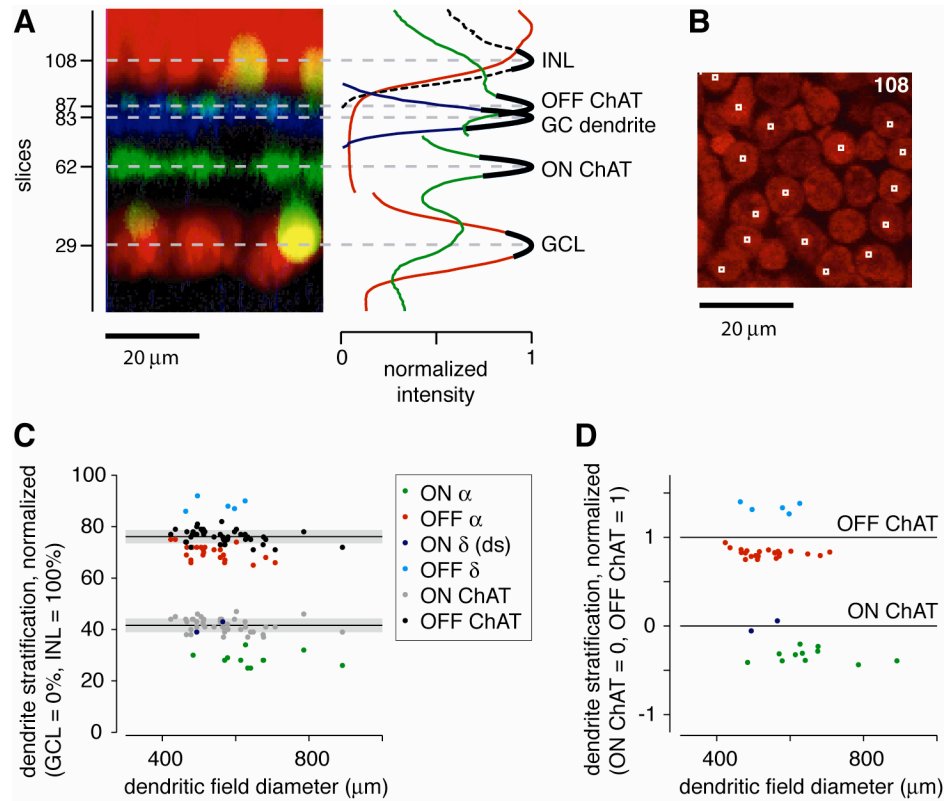 A
slices
108
87
83
62
29
20 μm
INL
OFF ChAT
GC dendrite
ON ChAT
GCL
0
1
normalized
intensity
B
108
20 μm
C
dendrite stratification, normalized
(GCL = 0%, INL = 100%)
100
80
60
40
20
0
400
800
dendritic field diameter (μm)
ON α
OFF α
ON δ (ds)
OFF δ
ON ChAT
OFF ChAT
D
dendrite stratification, normalized
(ON ChAT = 0, OFF ChAT = 1)
1
0
-1
OFF ChAT
ON ChAT
400
800
dendritic field diameter (μm)